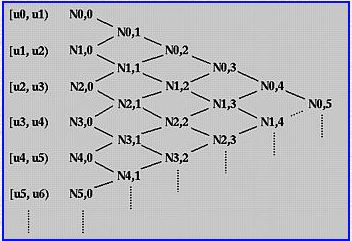 [u0, u1) N0,0
N0,1
[u1, u2) N1,0 N0,2
N1,1 N0,3
[u2, u3) N2,0 N1,2 N0,4
N2,1 N1,3 N0,5
[u3, u4) N3,0 N2,2 N1,4
N3,1 N2,3
[u4, u5) N4,0 N3,2
N4,1
[u5, u6) N5,0